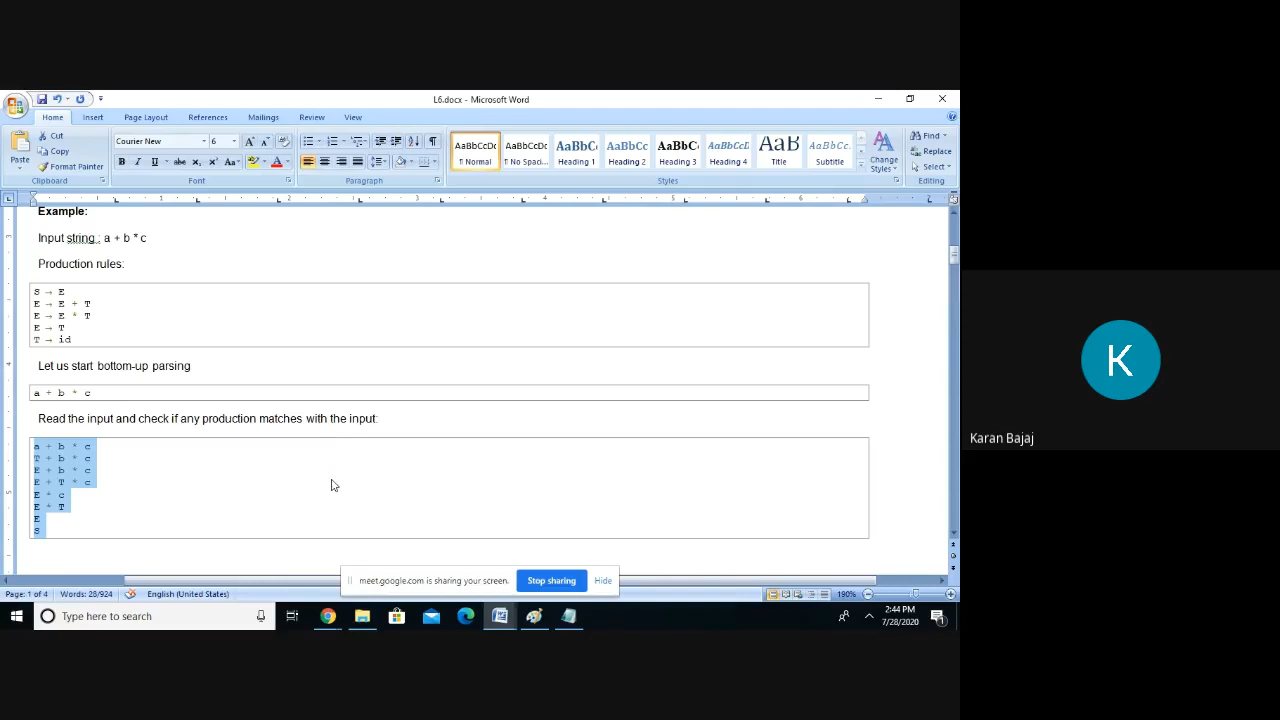 L6.docx - Microsoft Word
Home Insert Page Layout References Mailings Review View
Paste
Cut
Copy
Format Painter
Clipboard
Courier New 6
Font
Paragraph
AaBbCcDc AaBbCcDc AaBbC AaBbCc AaBbCc AaBbCcD AaB AaBbCc.
¶ Normal ¶ No Spaci... Heading 1 Heading 2 Heading 3 Heading 4 Title Subtitle
Change Styles
Styles
Find
Replace
Select
Editing
Example:
Input string : a + b * c
Production rules:
S → E
E → E + T
E → E * T
E → T
T → id
Let us start bottom-up parsing
a + b * c
Read the input and check if any production matches with the input:
a + b * c
T + b * c
E + b * c
E + T * c
E * c
E * T
E
S
K
Karan Bajaj
meet.google.com is sharing your screen. Stop sharing Hide
Page: 1 of 4 Words: 28/924 English (United States) 190%
Type here to search
2:44 PM
7/28/2020